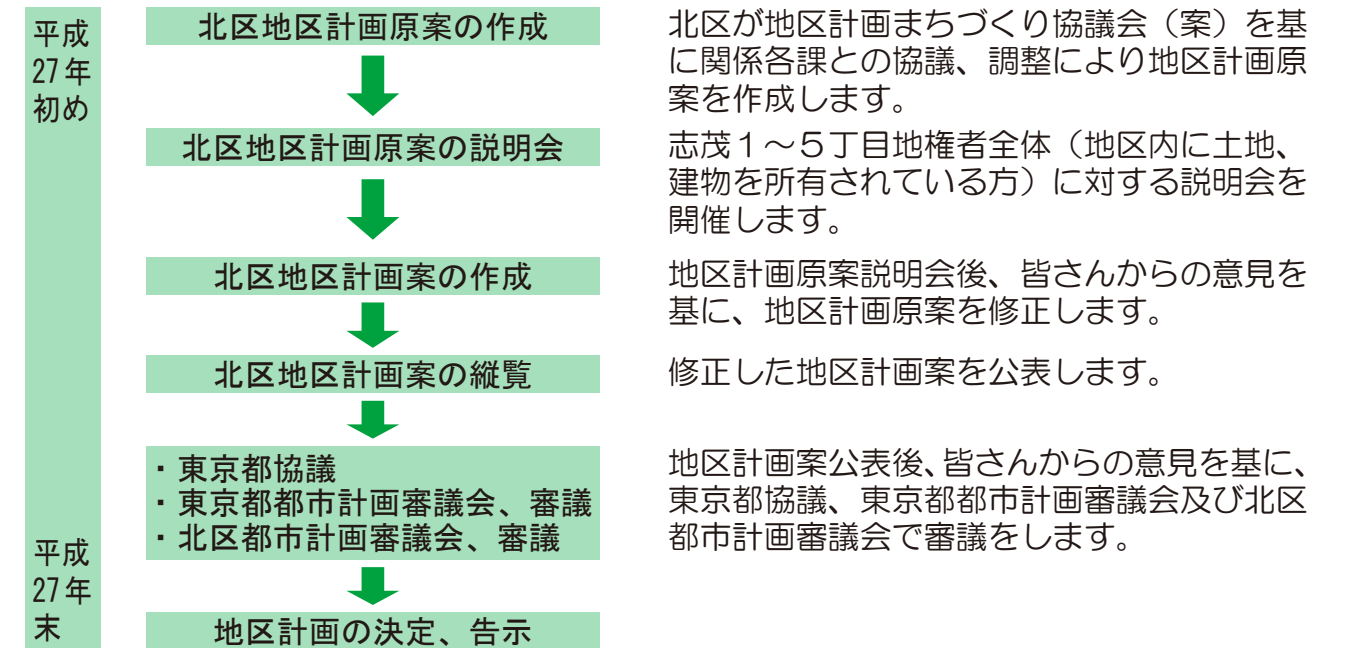 平成
27年
初め
北区地区計画原案の作成
北区が地区計画まちづくり協議会（案）を基
に関係各課との協議、調整により地区計画原
案を作成します。
北区地区計画原案の説明会
志茂１～５丁目地権者全体（地区内に土地、
建物を所有されている方）に対する説明会を
開催します。
北区地区計画案の作成
地区計画原案説明会後、皆さんからの意見を
基に、地区計画原案を修正します。
北区地区計画案の縦覧
修正した地区計画案を公表します。
・東京都協議
・東京都都市計画審議会、審議
・北区都市計画審議会、審議
地区計画案公表後、皆さんからの意見を基に、
東京都協議、東京都都市計画審議会及び北区
都市計画審議会で審議をします。
平成
27年
末
地区計画の決定、告示